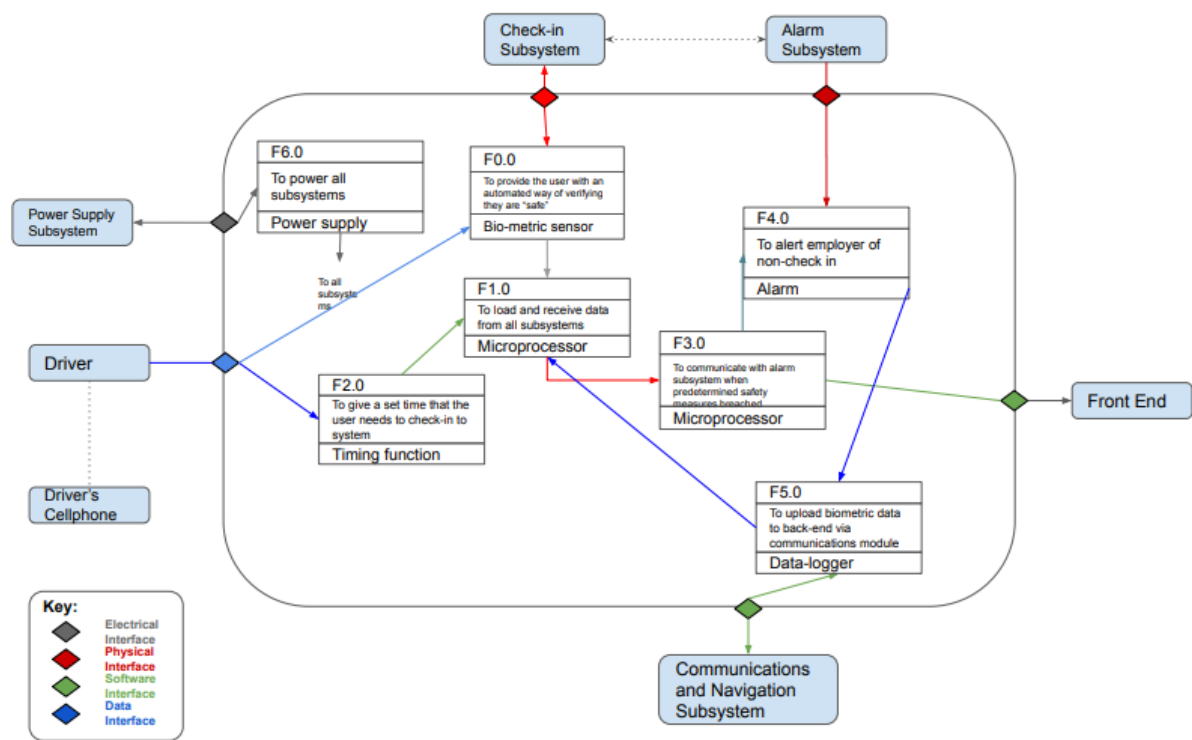 Check-in
Subsystem
Alarm
Subsystem
F6.0
To power all
subsystems
Power supply
To all
subsyste
ms
F0.0
To provide the user with an
automated way of verifying
they are “safe”
Bio-metric sensor
Power Supply
Subsystem
F4.0
To alert employer of
non-check in
Alarm
F1.0
To load and receive data
from all subsystems
Microprocessor
F3.0
To communicate with alarm
subsystem when
predetermined safety
measures breached
Microprocessor
Driver
F2.0
To give a set time that the
user needs to check-in to
system
Timing function
Front End
Driver’s
Cellphone
F5.0
To upload biometric data
to back-end via
communications module
Data-logger
Key:
Electrical
Interface
Physical
Interface
Software
Interface
Data
Interface
Communications
and Navigation
Subsystem